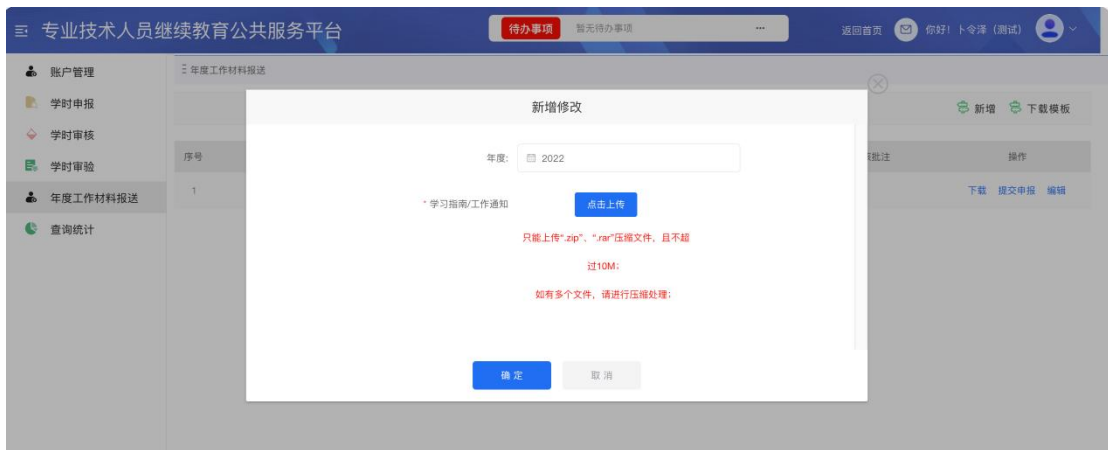 专业技术人员继续教育公共服务平台
待办事项 暂无待办事项 ...
返回首页 你好! 卜令泽 (测试)
账户管理
学时申报
学时审核
学时审验
年度工作材料报送
查询统计
年度工作材料报送
新增 下载模板
序号 批注 操作
1 下载 提交申报 编辑
新增修改
年度: 2022
* 学习指南/工作通知 点击上传
只能上传“.zip”、“.rar”压缩文件，且不超
过10M;
如有多个文件，请进行压缩处理;
确定 取消